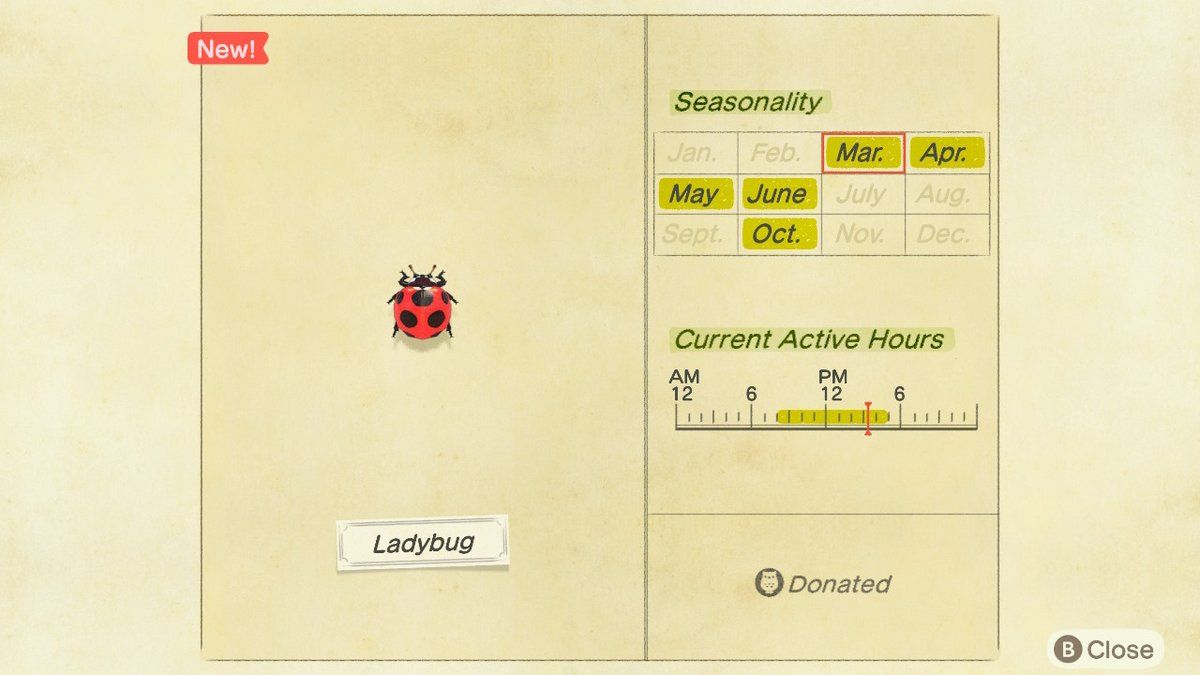 New!
Seasonality
Jan. Feb. Mar. Apr.
May June July Aug.
Sept. Oct. Nov. Dec.
Current Active Hours
AM PM
12 6 12 6
Ladybug
Donated
B Close